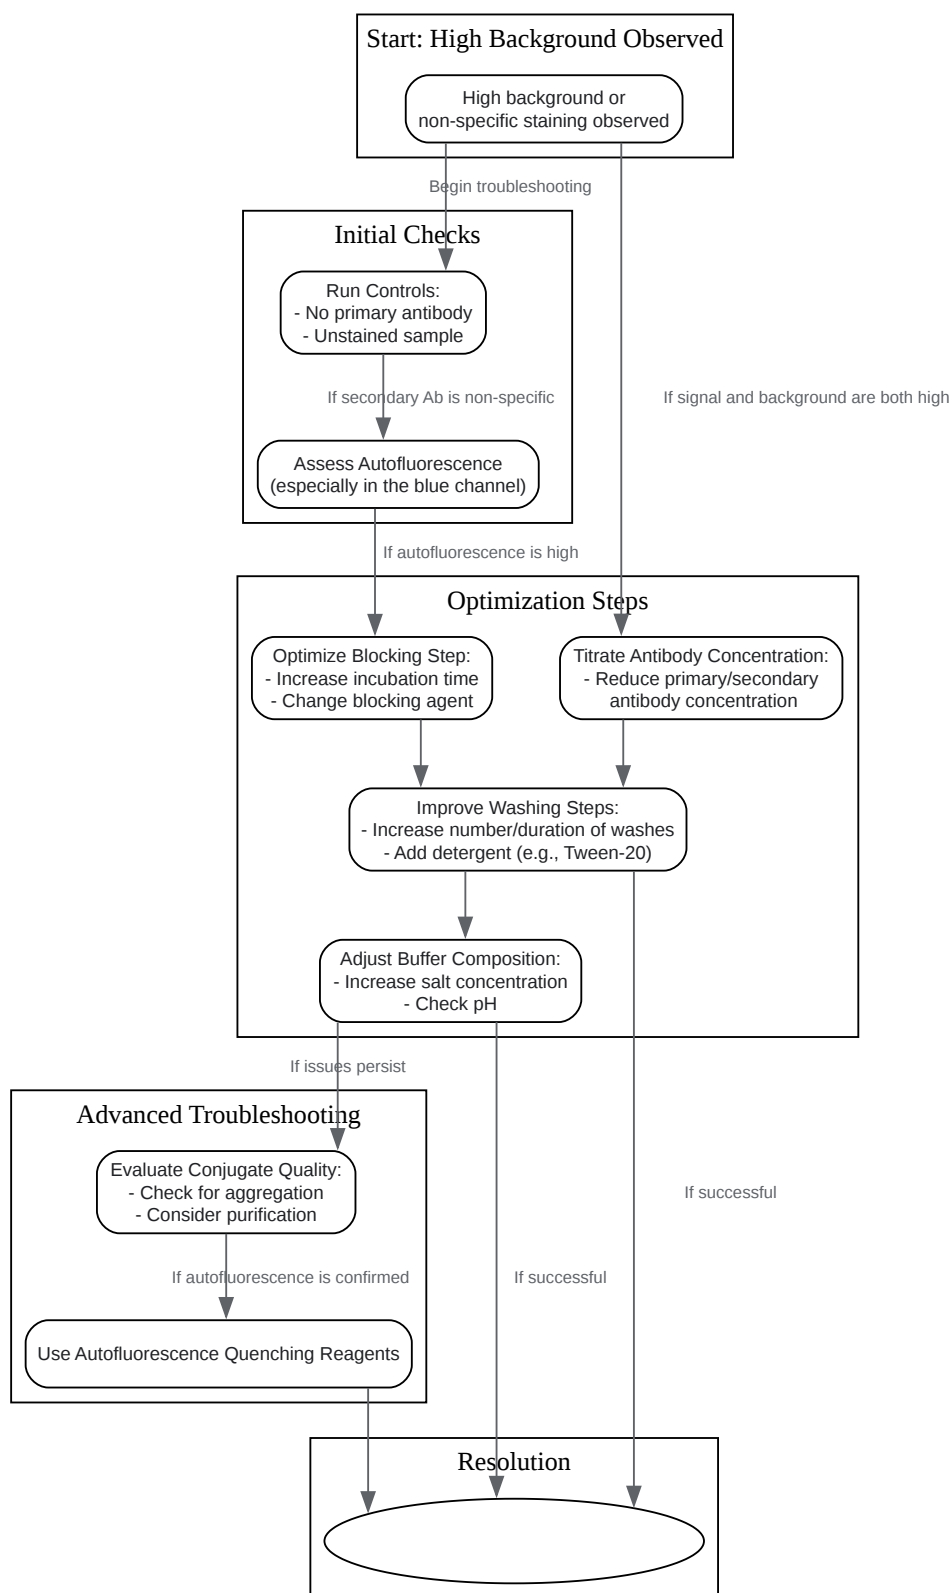 Start: High Background Observed
High background or
non-specific staining observed
Begin troubleshooting
Initial Checks
Run Controls:
- No primary antibody
- Unstained sample
If secondary Ab is non-specific
If signal and background are both high
Assess Autofluorescence
(especially in the blue channel)
If autofluorescence is high
Optimization Steps
Optimize Blocking Step:
- Increase incubation time
- Change blocking agent
Titrate Antibody Concentration:
- Reduce primary/secondary
antibody concentration
Improve Washing Steps:
- Increase number/duration of washes
- Add detergent (e.g., Tween-20)
Adjust Buffer Composition:
- Increase salt concentration
- Check pH
If issues persist
Advanced Troubleshooting
Evaluate Conjugate Quality:
- Check for aggregation
- Consider purification
If successful
If autofluorescence is confirmed
If successful
Use Autofluorescence Quenching Reagents
Resolution